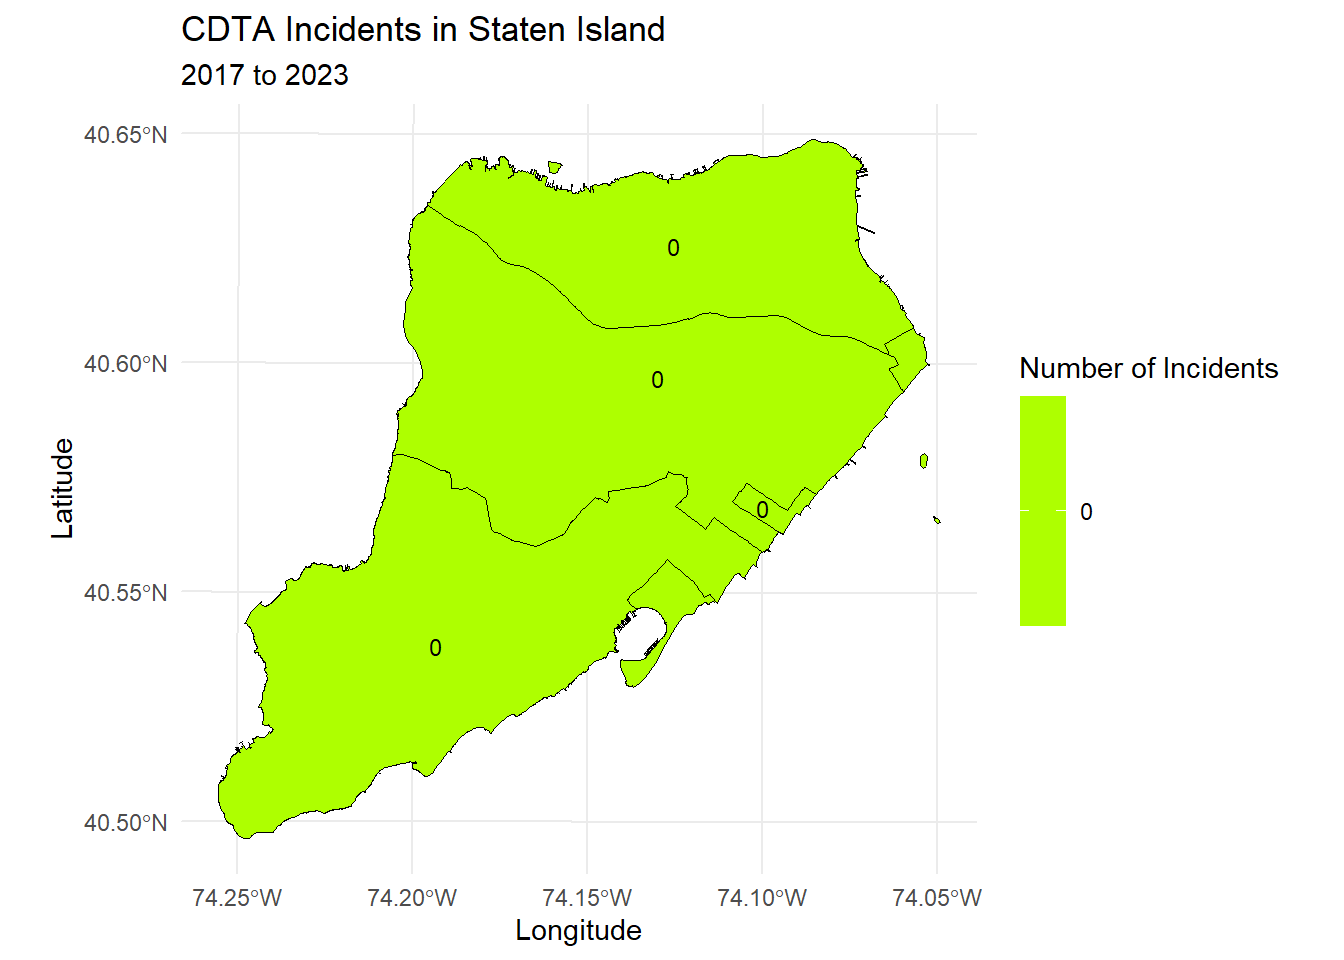 CDTA Incidents in Staten Island
2017 to 2023
40.65°N
40.60°N
40.55°N
40.50°N
Latitude
0
0
0
0
74.25°W 74.20°W 74.15°W 74.10°W 74.05°W
Longitude
Number of Incidents
0